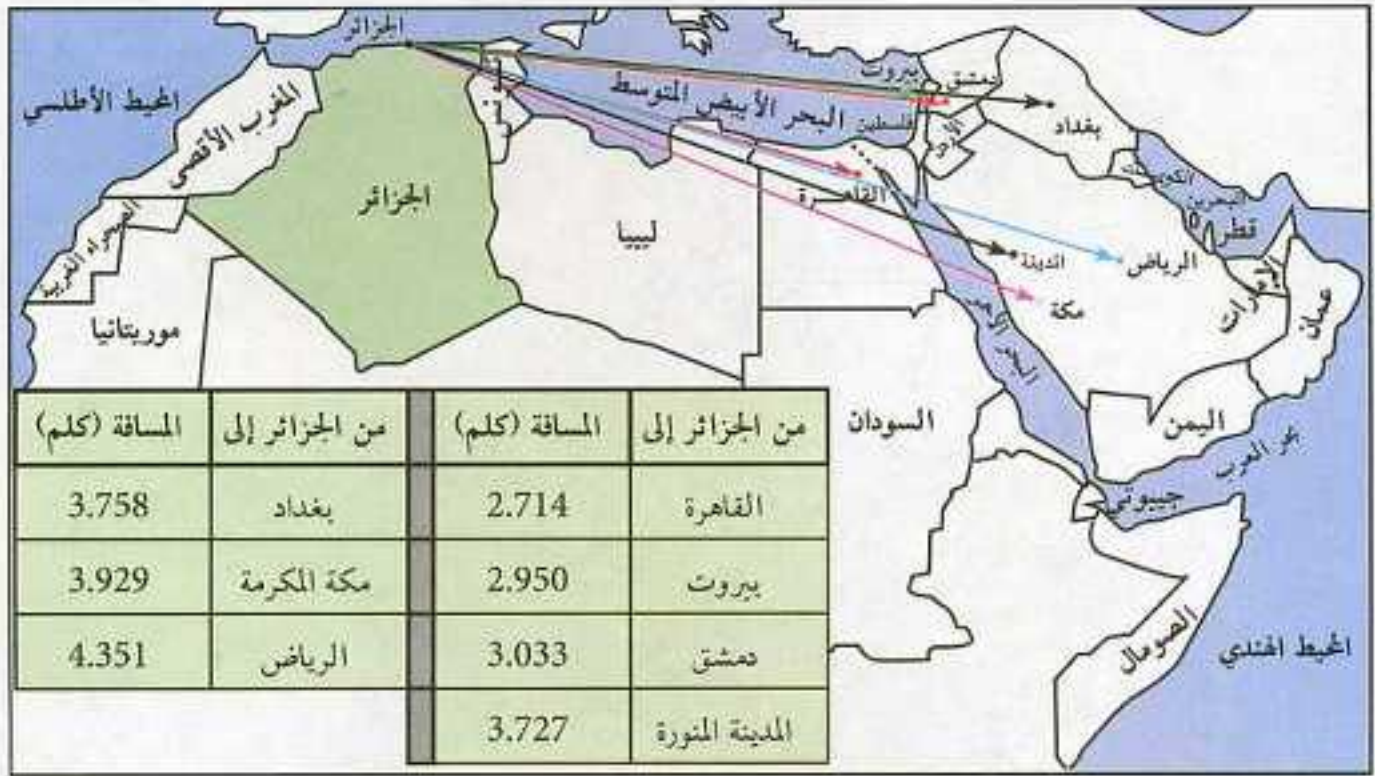 الجزائر
المحيط الأطلسي
المغرب الأقصى
الصحراء الغربية
موريتانيا
الجزائر
تونس
ليبيا
البحر الأبيض المتوسط
بيروت
دمشق
فلسطين
بغداد
القاهرة
المدينة
مكة
الرياض
الكويت
البحرين
قطر
الإمارات
عمان
البحر الأحمر
السودان
اليمن
بحر العرب
جيبوتي
الصومال
المحيط الهندي
من الجزائر إلى المسافة (كلم) من الجزائر إلى المسافة (كلم)
القاهرة 2.714 بغداد 3.758
بيروت 2.950 مكة المكرمة 3.929
دمشق 3.033 الرياض 4.351
المدينة المنورة 3.727